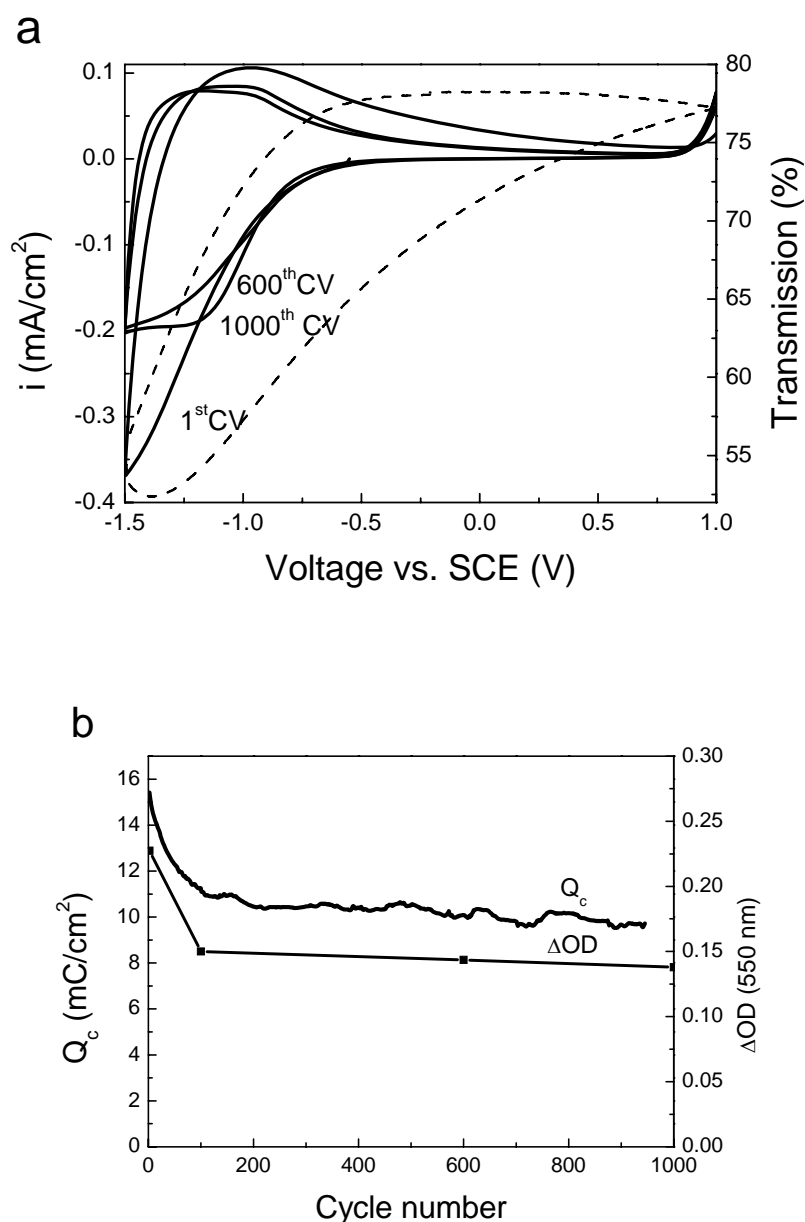 a
0.1
0.0
-0.1
-0.2
-0.3
-0.4
i (mA/cm²)
80
75
70
65
60
55
Transmission (%)
600th CV
1000th CV
1st CV
-1.5 -1.0 -0.5 0.0 0.5 1.0
Voltage vs. SCE (V)
b
16
14
12
10
8
6
4
2
0
Qc (mC/cm²)
0.30
0.25
0.20
0.15
0.10
0.05
0.00
ΔOD (550 nm)
Qc
ΔOD
0 200 400 600 800 1000
Cycle number